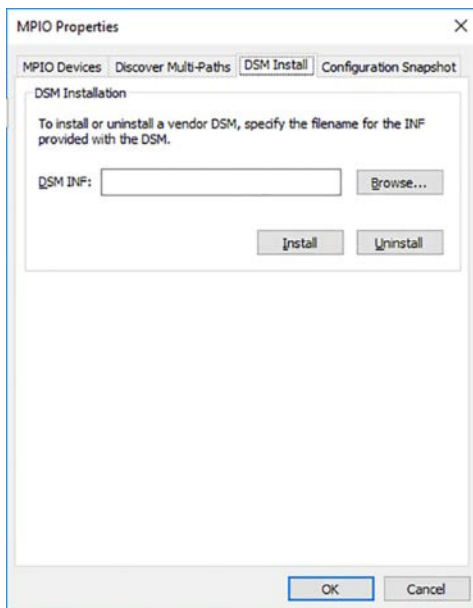 MPIO Properties
MPIO Devices Discover Multi-Paths DSM Install Configuration Snapshot
DSM Installation
To install or uninstall a vendor DSM, specify the filename for the INF
provided with the DSM.
DSM INF: Browse...
Install Uninstall
OK Cancel